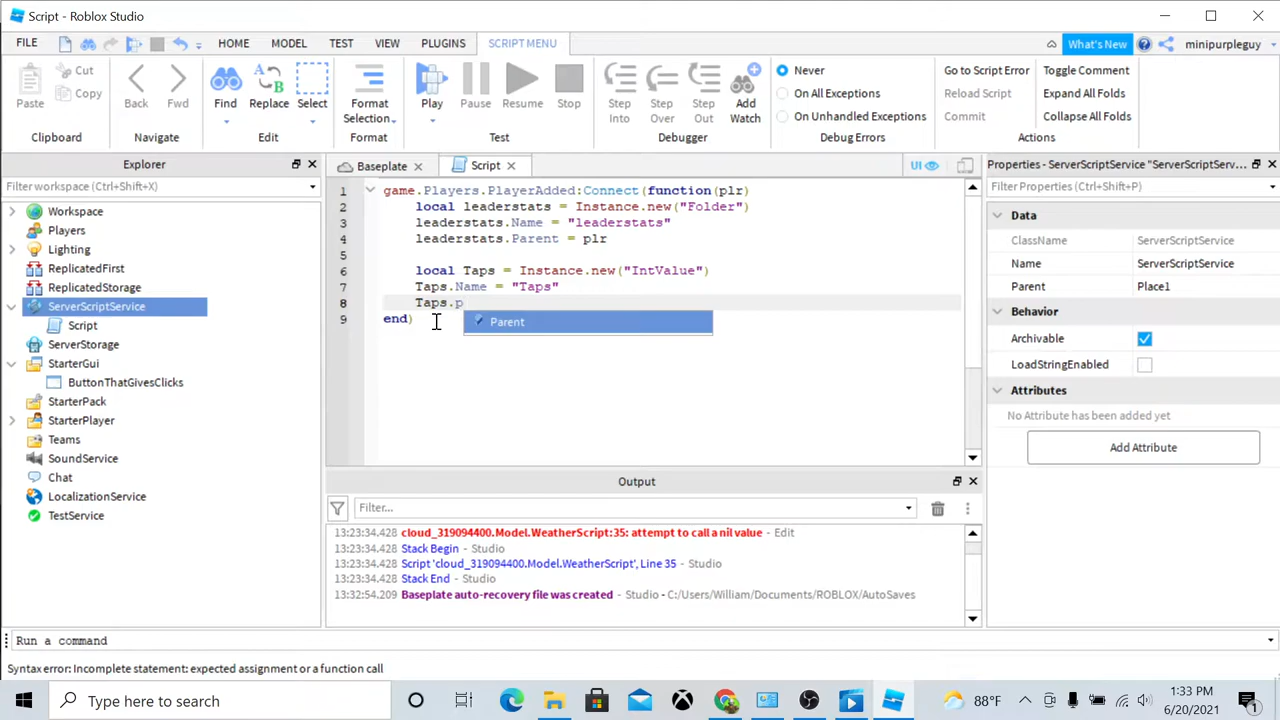 Script - Roblox Studio
FILE HOME MODEL TEST VIEW PLUGINS SCRIPT MENU What's New minipurpleguy
Paste Cut Copy Back Fwd Find Replace Select Format Selection Play Pause Resume Stop Step Into Step Over Step Out Add Watch
Never
On All Exceptions
On Unhandled Exceptions
Go to Script Error
Reload Script
Commit
Toggle Comment
Expand All Folds
Collapse All Folds
Clipboard Navigate Edit Format Test Debugger Debug Errors Actions
Explorer
Filter workspace (Ctrl+Shift+X)
Workspace
Players
Lighting
ReplicatedFirst
ReplicatedStorage
ServerScriptService
Script
ServerStorage
StarterGui
ButtonThatGivesClicks
StarterPack
StarterPlayer
Teams
SoundService
Chat
LocalizationService
TestService
Baseplate Script UI
1 game.Players.PlayerAdded:Connect(function(plr)
2 local leaderstats = Instance.new("Folder")
3 leaderstats.Name = "leaderstats"
4 leaderstats.Parent = plr
5
6 local Taps = Instance.new("IntValue")
7 Taps.Name = "Taps"
8 Taps.p
9 end)
Parent
Output
Filter...
13:23:34.428 cloud_319094400.Model.WeatherScript:35: attempt to call a nil value - Edit
13:23:34.428 Stack Begin - Studio
13:23:34.428 Script 'cloud_319094400.Model.WeatherScript', Line 35 - Studio
13:23:34.428 Stack End - Studio
13:32:54.209 Baseplate auto-recovery file was created - Studio - C:/Users/William/Documents/ROBLOX/AutoSaves
Properties - ServerScriptService "ServerScriptServ...
Filter Properties (Ctrl+Shift+P)
Data
ClassName ServerScriptService
Name ServerScriptService
Parent Place1
Behavior
Archivable
LoadStringEnabled
Attributes
No Attribute has been added yet
Add Attribute
Run a command
Syntax error: Incomplete statement: expected assignment or a function call
Type here to search
88°F
1:33 PM
6/20/2021
1